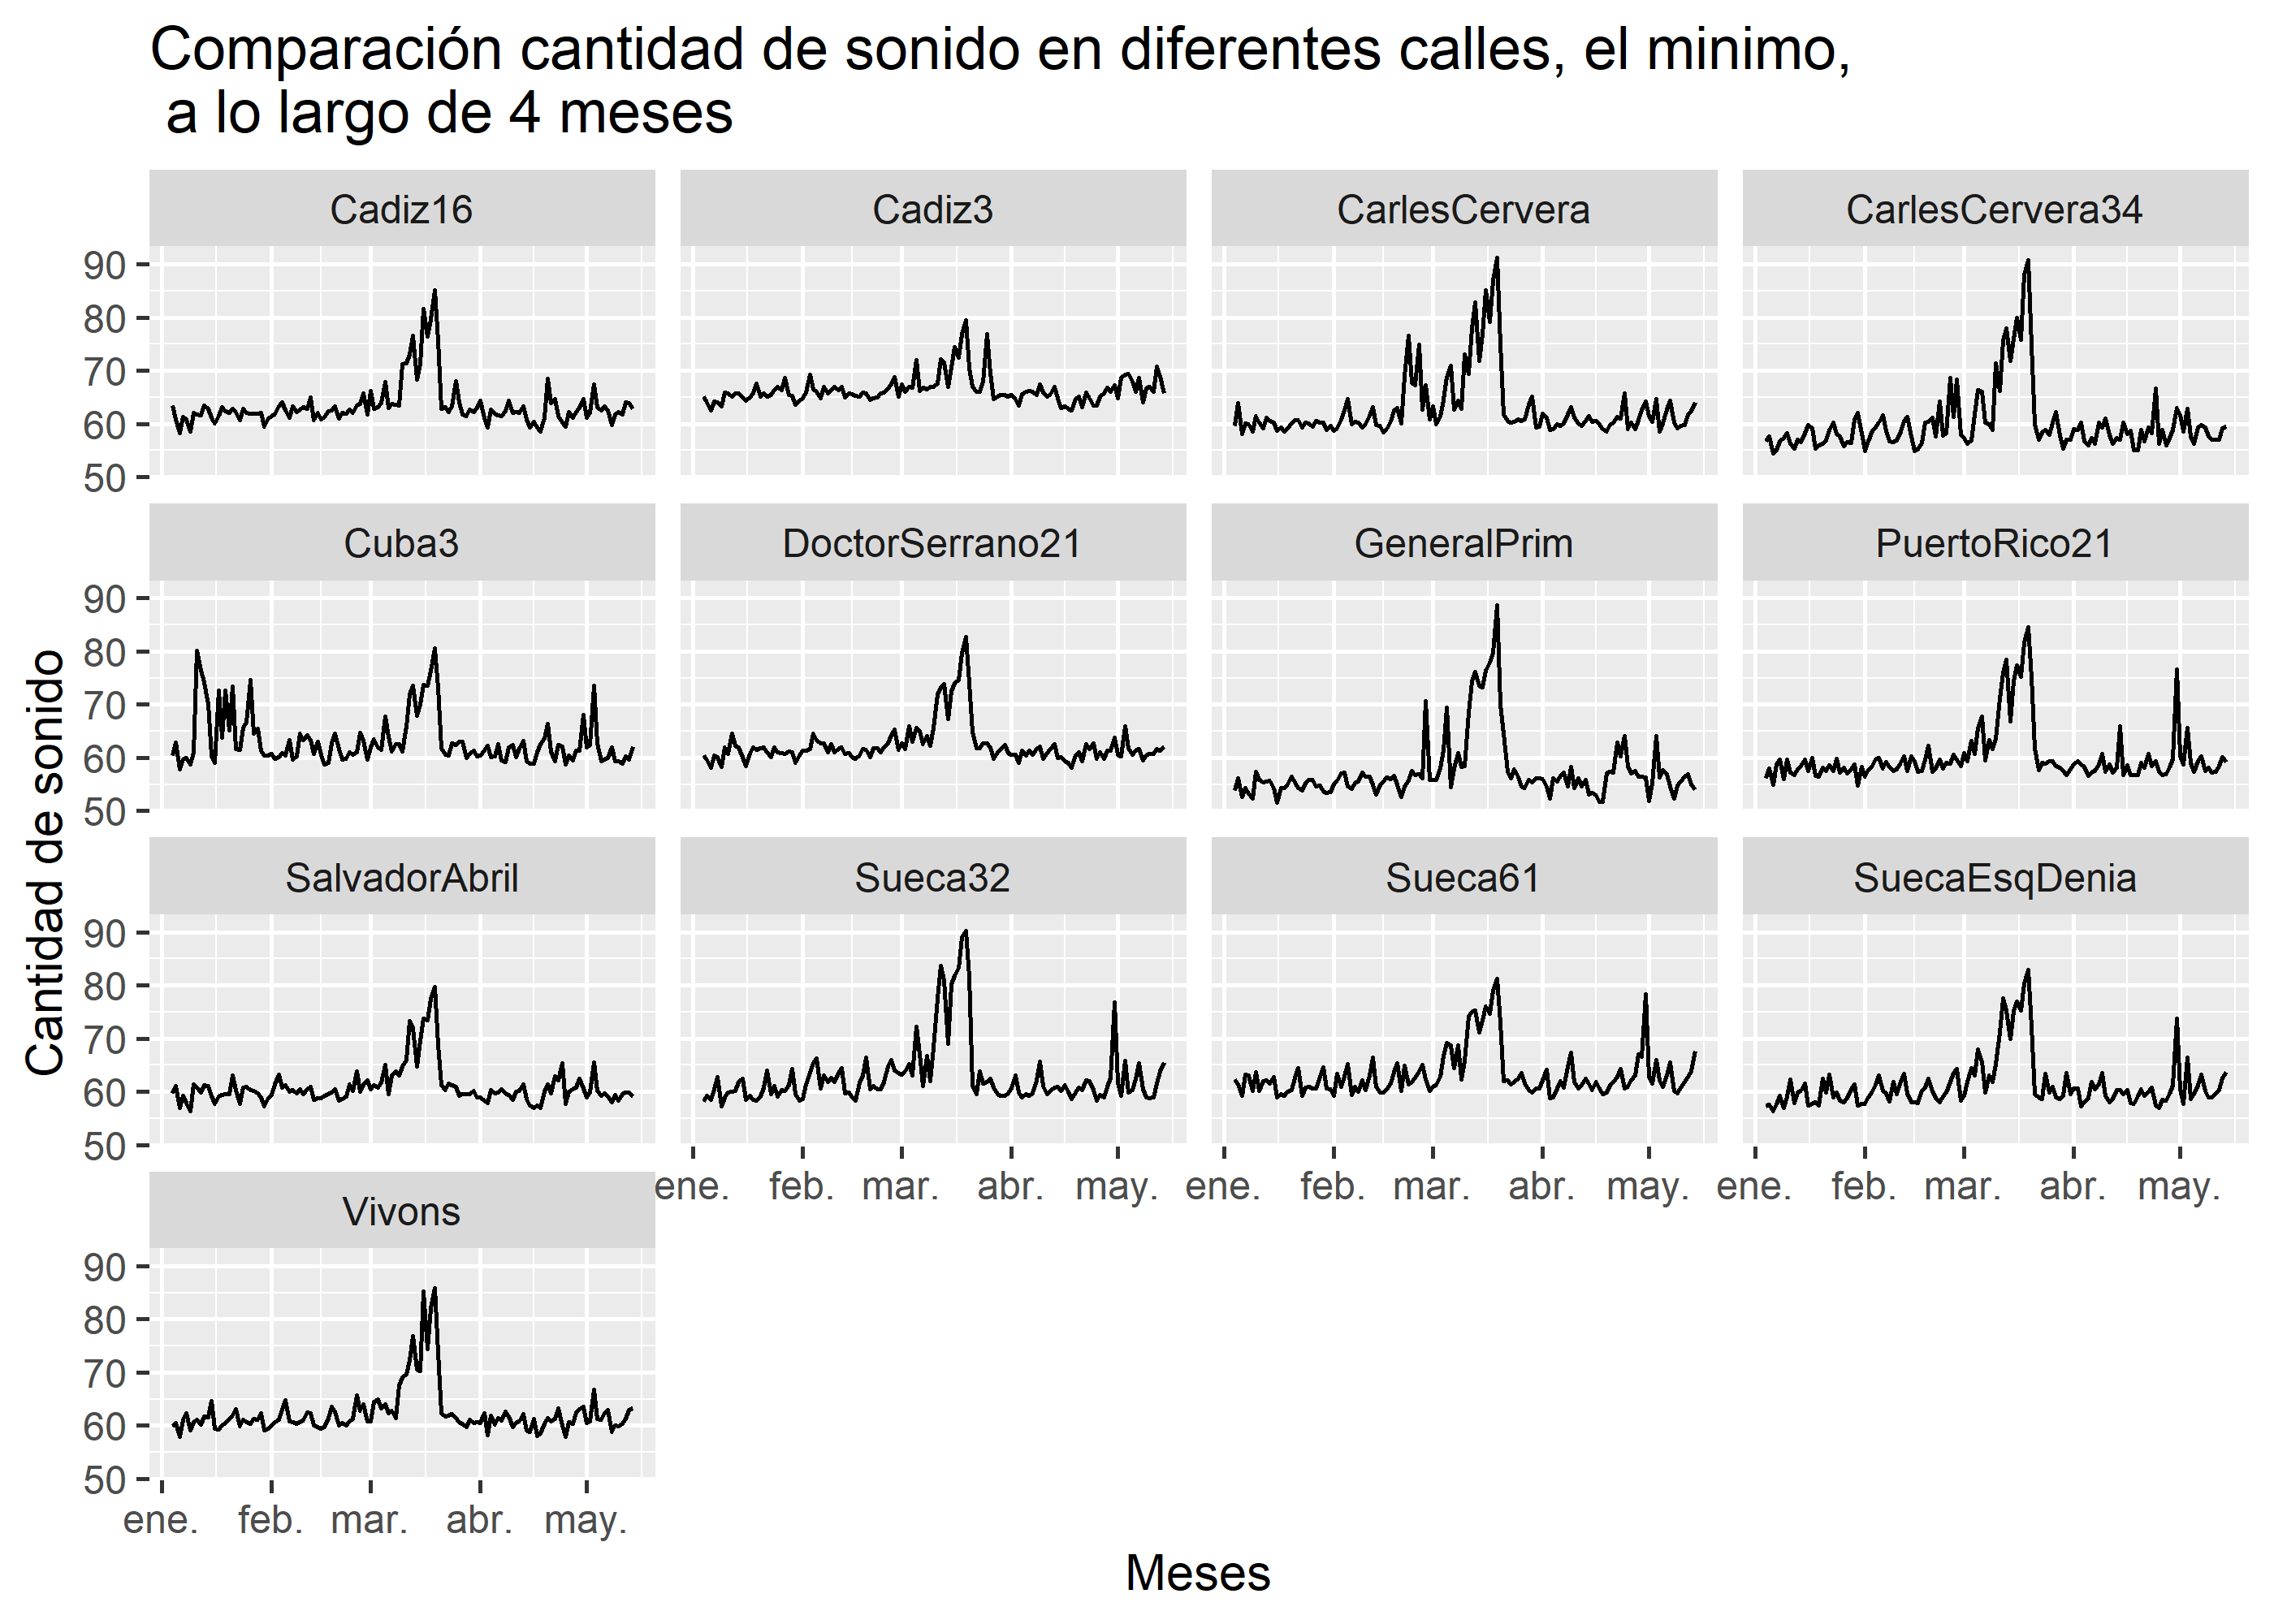 Comparación cantidad de sonido en diferentes calles, el minimo,
a lo largo de 4 meses
Cadiz16
Cadiz3
CarlesCervera
CarlesCervera34
90
80
70
60
50
Cuba3
DoctorSerrano21
GeneralPrim
PuertoRico21
90
80
70
60
50
Cantidad de sonido
SalvadorAbril
Sueca32
Sueca61
SuecaEsqDenia
90
80
70
60
50
ene. feb. mar. abr. may.
ene. feb. mar. abr. may.
ene. feb. mar. abr. may.
Vivons
90
80
70
60
50
ene. feb. mar. abr. may.
Meses